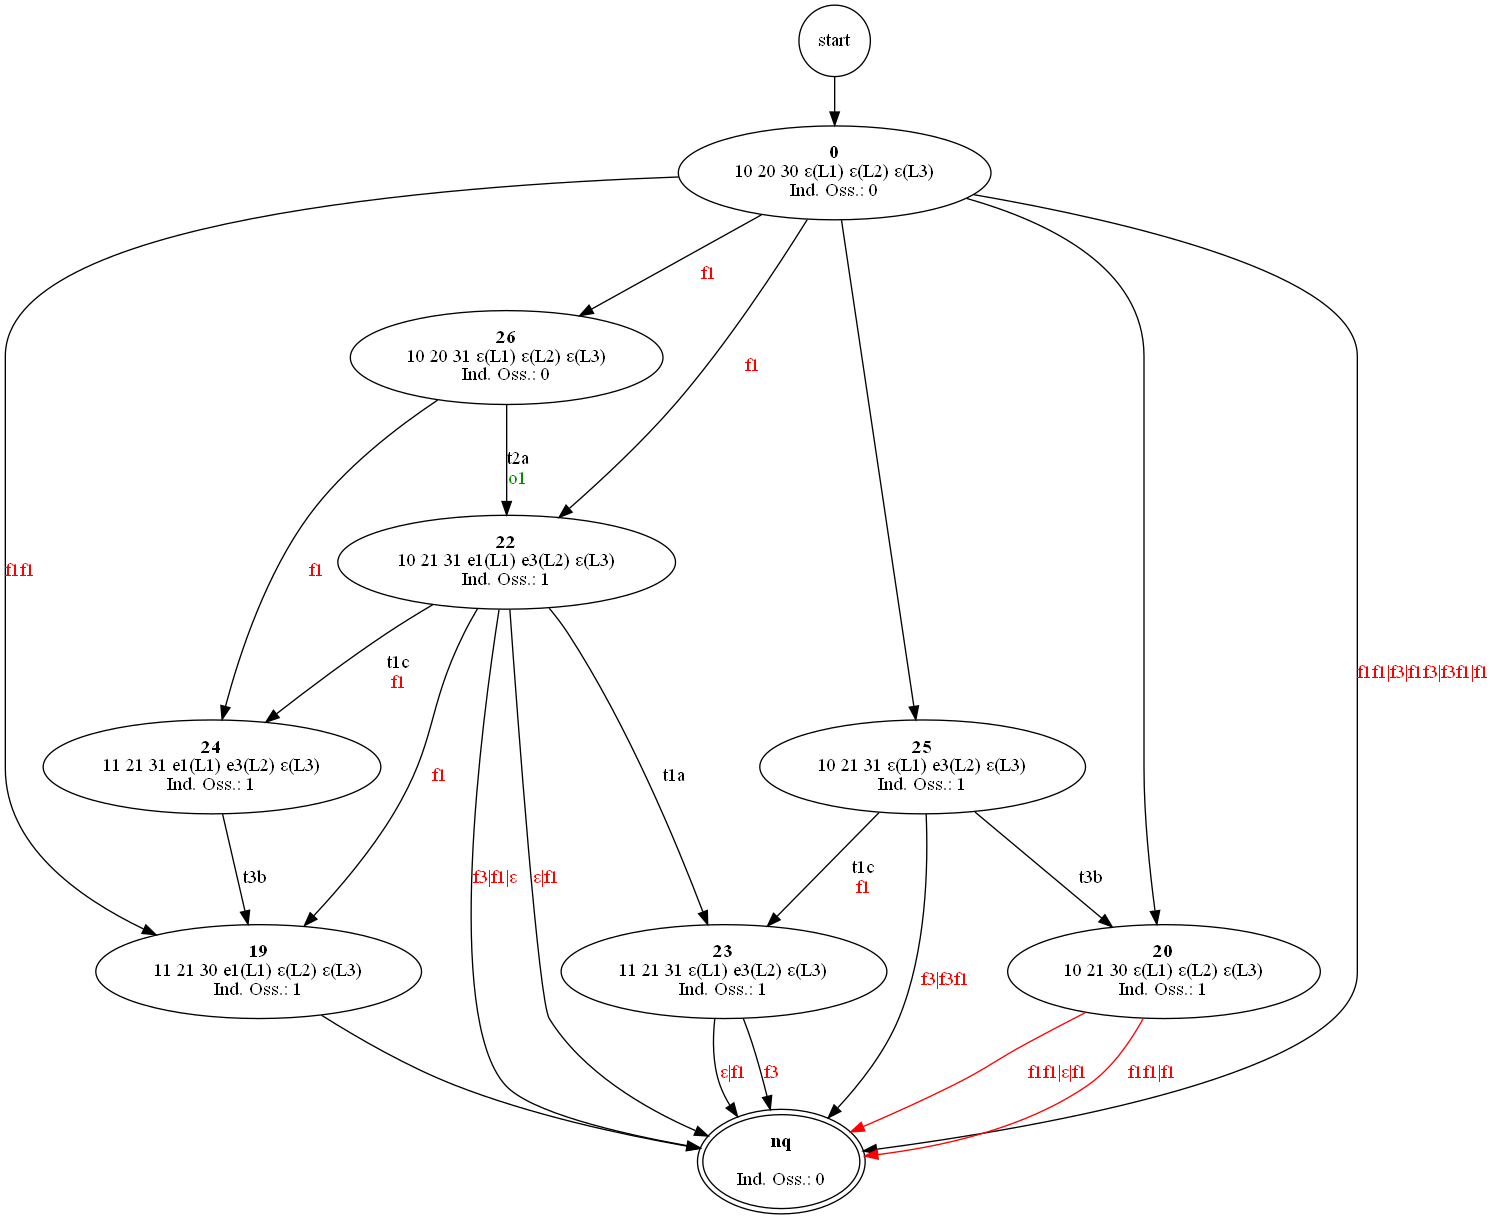 start
0
10 20 30 ε(L1) ε(L2) ε(L3)
Ind. Oss.: 0
f1
26
10 20 31 ε(L1) ε(L2) ε(L3)
Ind. Oss.: 0
f1
t2a
o1
22
10 21 31 e1(L1) e3(L2) ε(L3)
Ind. Oss.: 1
f1f1
f1
t1c
f1
f1f1|f3|f1f3|f3f1|f1
24
11 21 31 e1(L1) e3(L2) ε(L3)
Ind. Oss.: 1
f1
t1a
25
10 21 31 ε(L1) e3(L2) ε(L3)
Ind. Oss.: 1
t3b
f3|f1|ε
ε|f1
t1c
f1
t3b
19
11 21 30 e1(L1) ε(L2) ε(L3)
Ind. Oss.: 1
23
11 21 31 ε(L1) e3(L2) ε(L3)
Ind. Oss.: 1
f3|f3f1
20
10 21 30 ε(L1) ε(L2) ε(L3)
Ind. Oss.: 1
ε|f1
f3
f1f1|ε|f1
f1f1|f1
nq
Ind. Oss.: 0